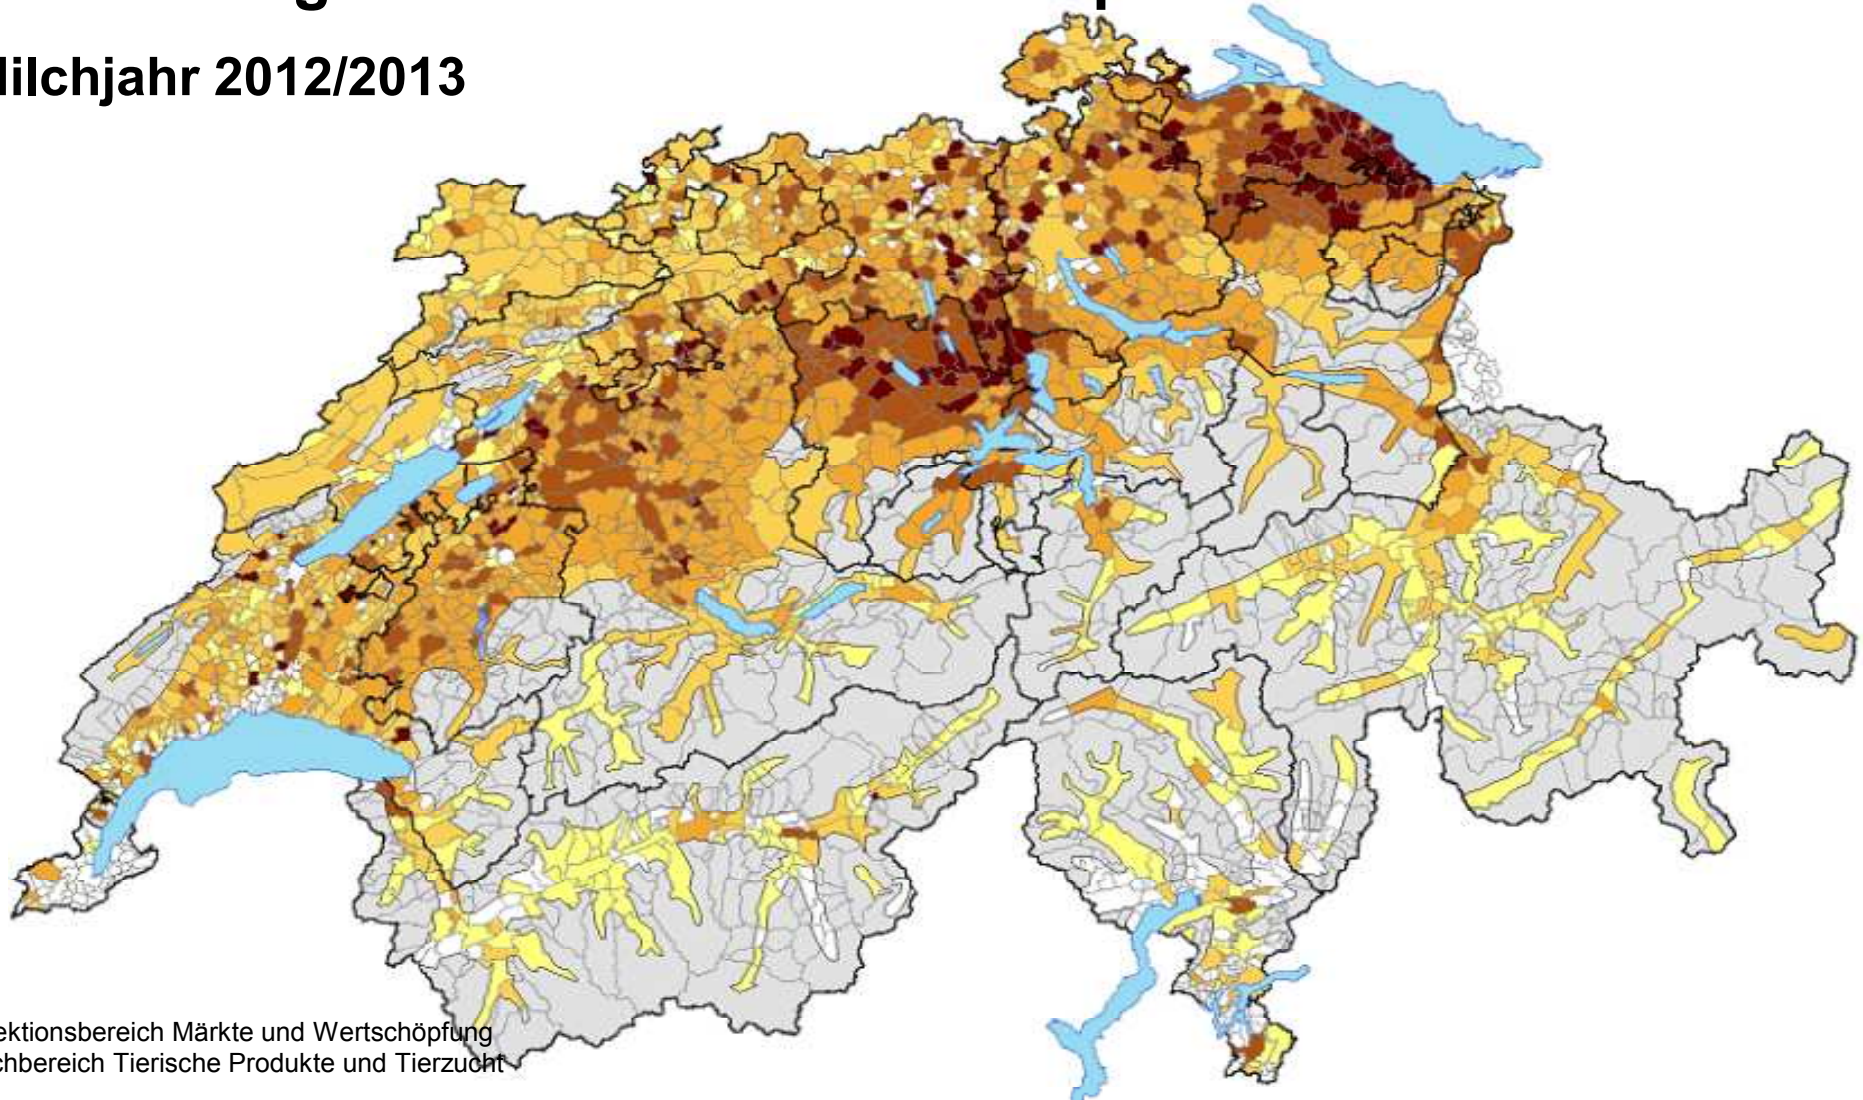 ilchjahr 2012/2013
ektionsbereich Märkte und Wertschöpfung
chbereich Tierische Produkte und Tierzucht